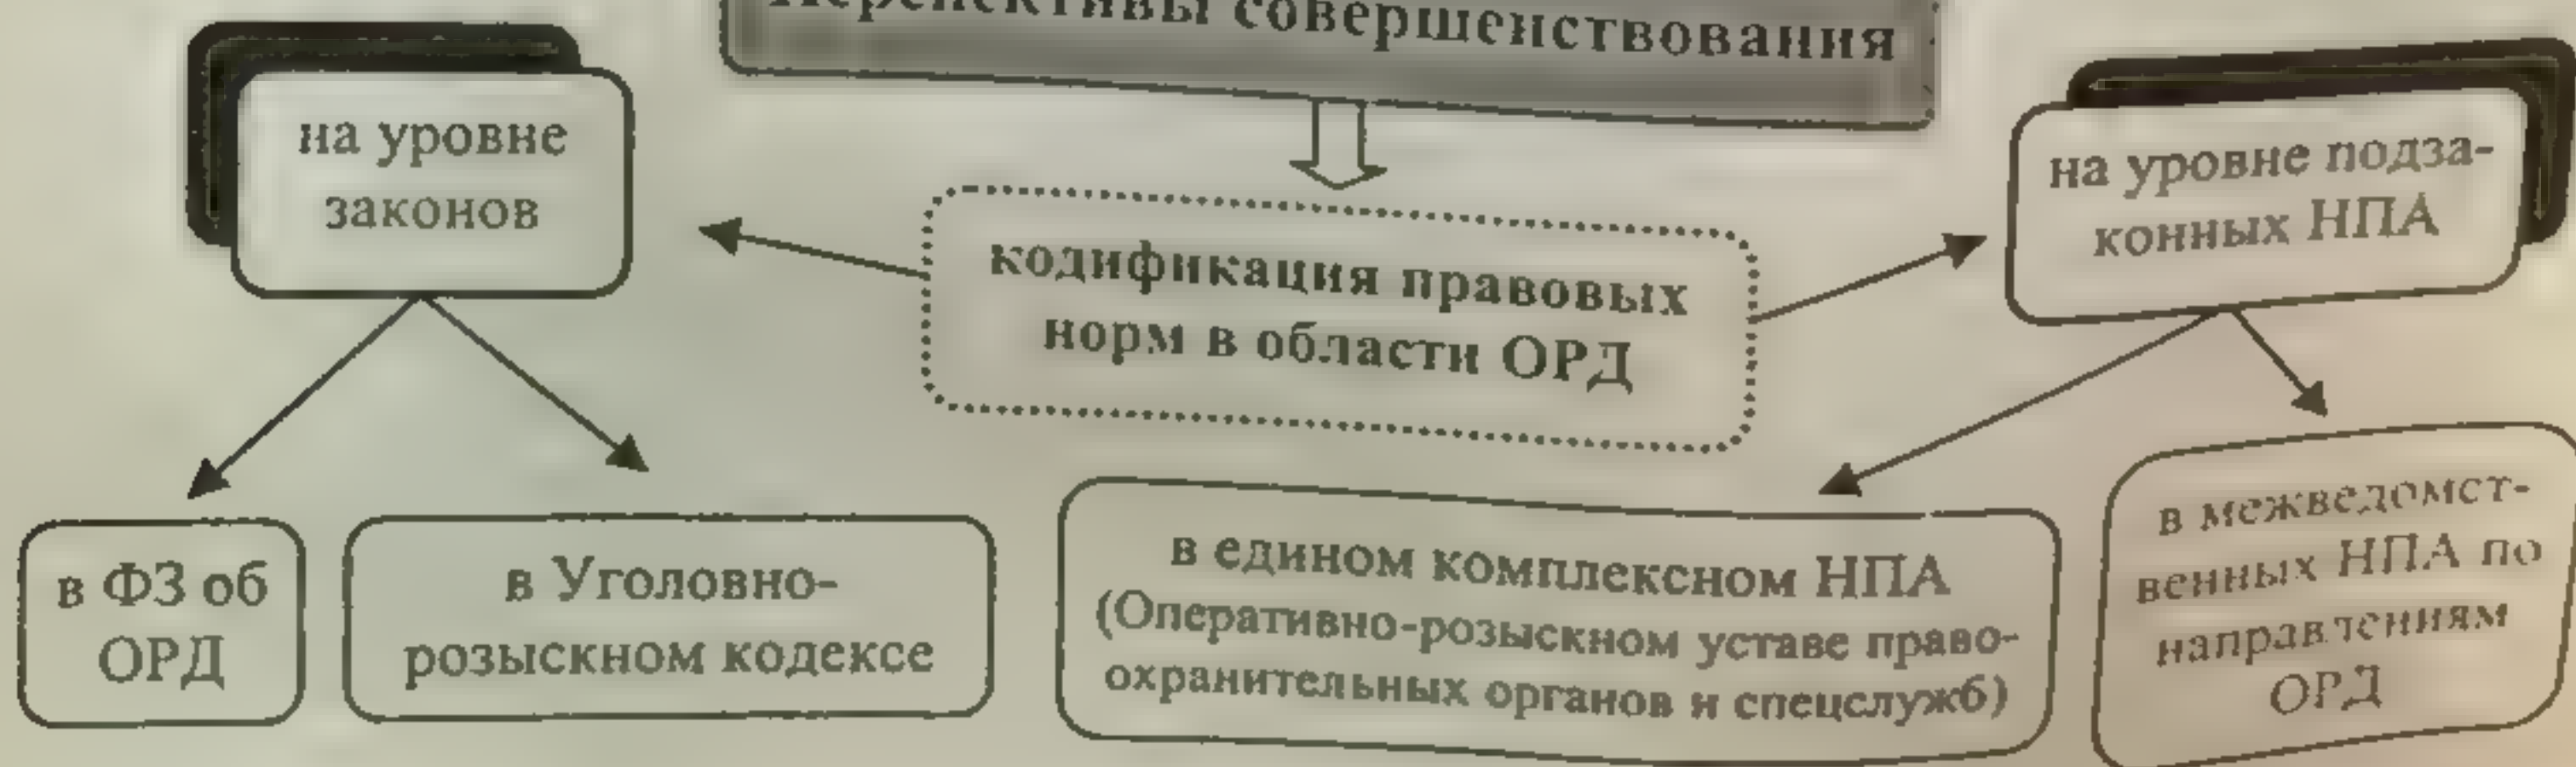 Перспективы совершенствования
на уровне
законов
кодификация правовых
норм в области ОРД
на уровне подза-
конных НПА
в ФЗ об
ОРД
в Уголовно-
розыскном кодексе
в едином комплексном НПА
(Оперативно-розыскном уставе право-
охранительных органов и спецслужб)
в межведомст-
венных НПА по
направлениям
ОРД